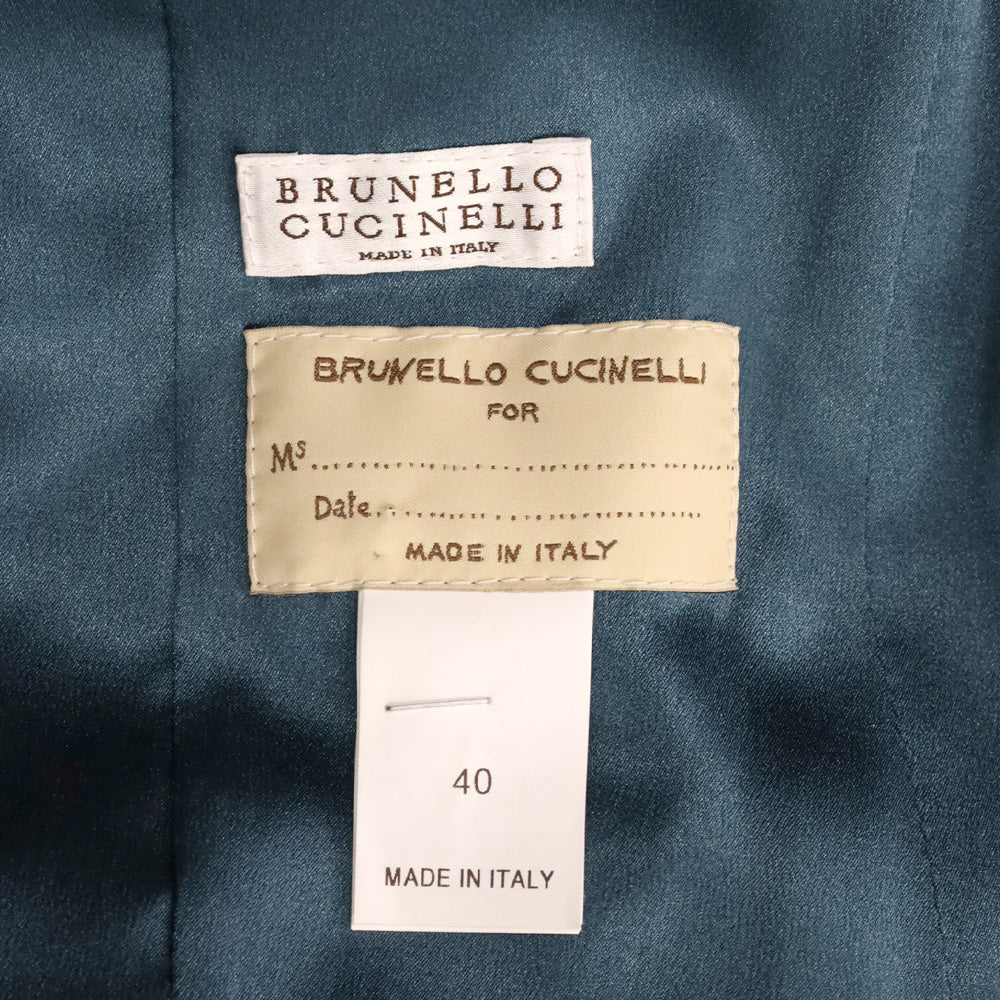 BRUNELLO
CUCINELLI
MADE IN ITALY
BRUNELLO CUCINELLI
FOR
Ms..............................................
Date......................................
MADE IN ITALY
40
MADE IN ITALY